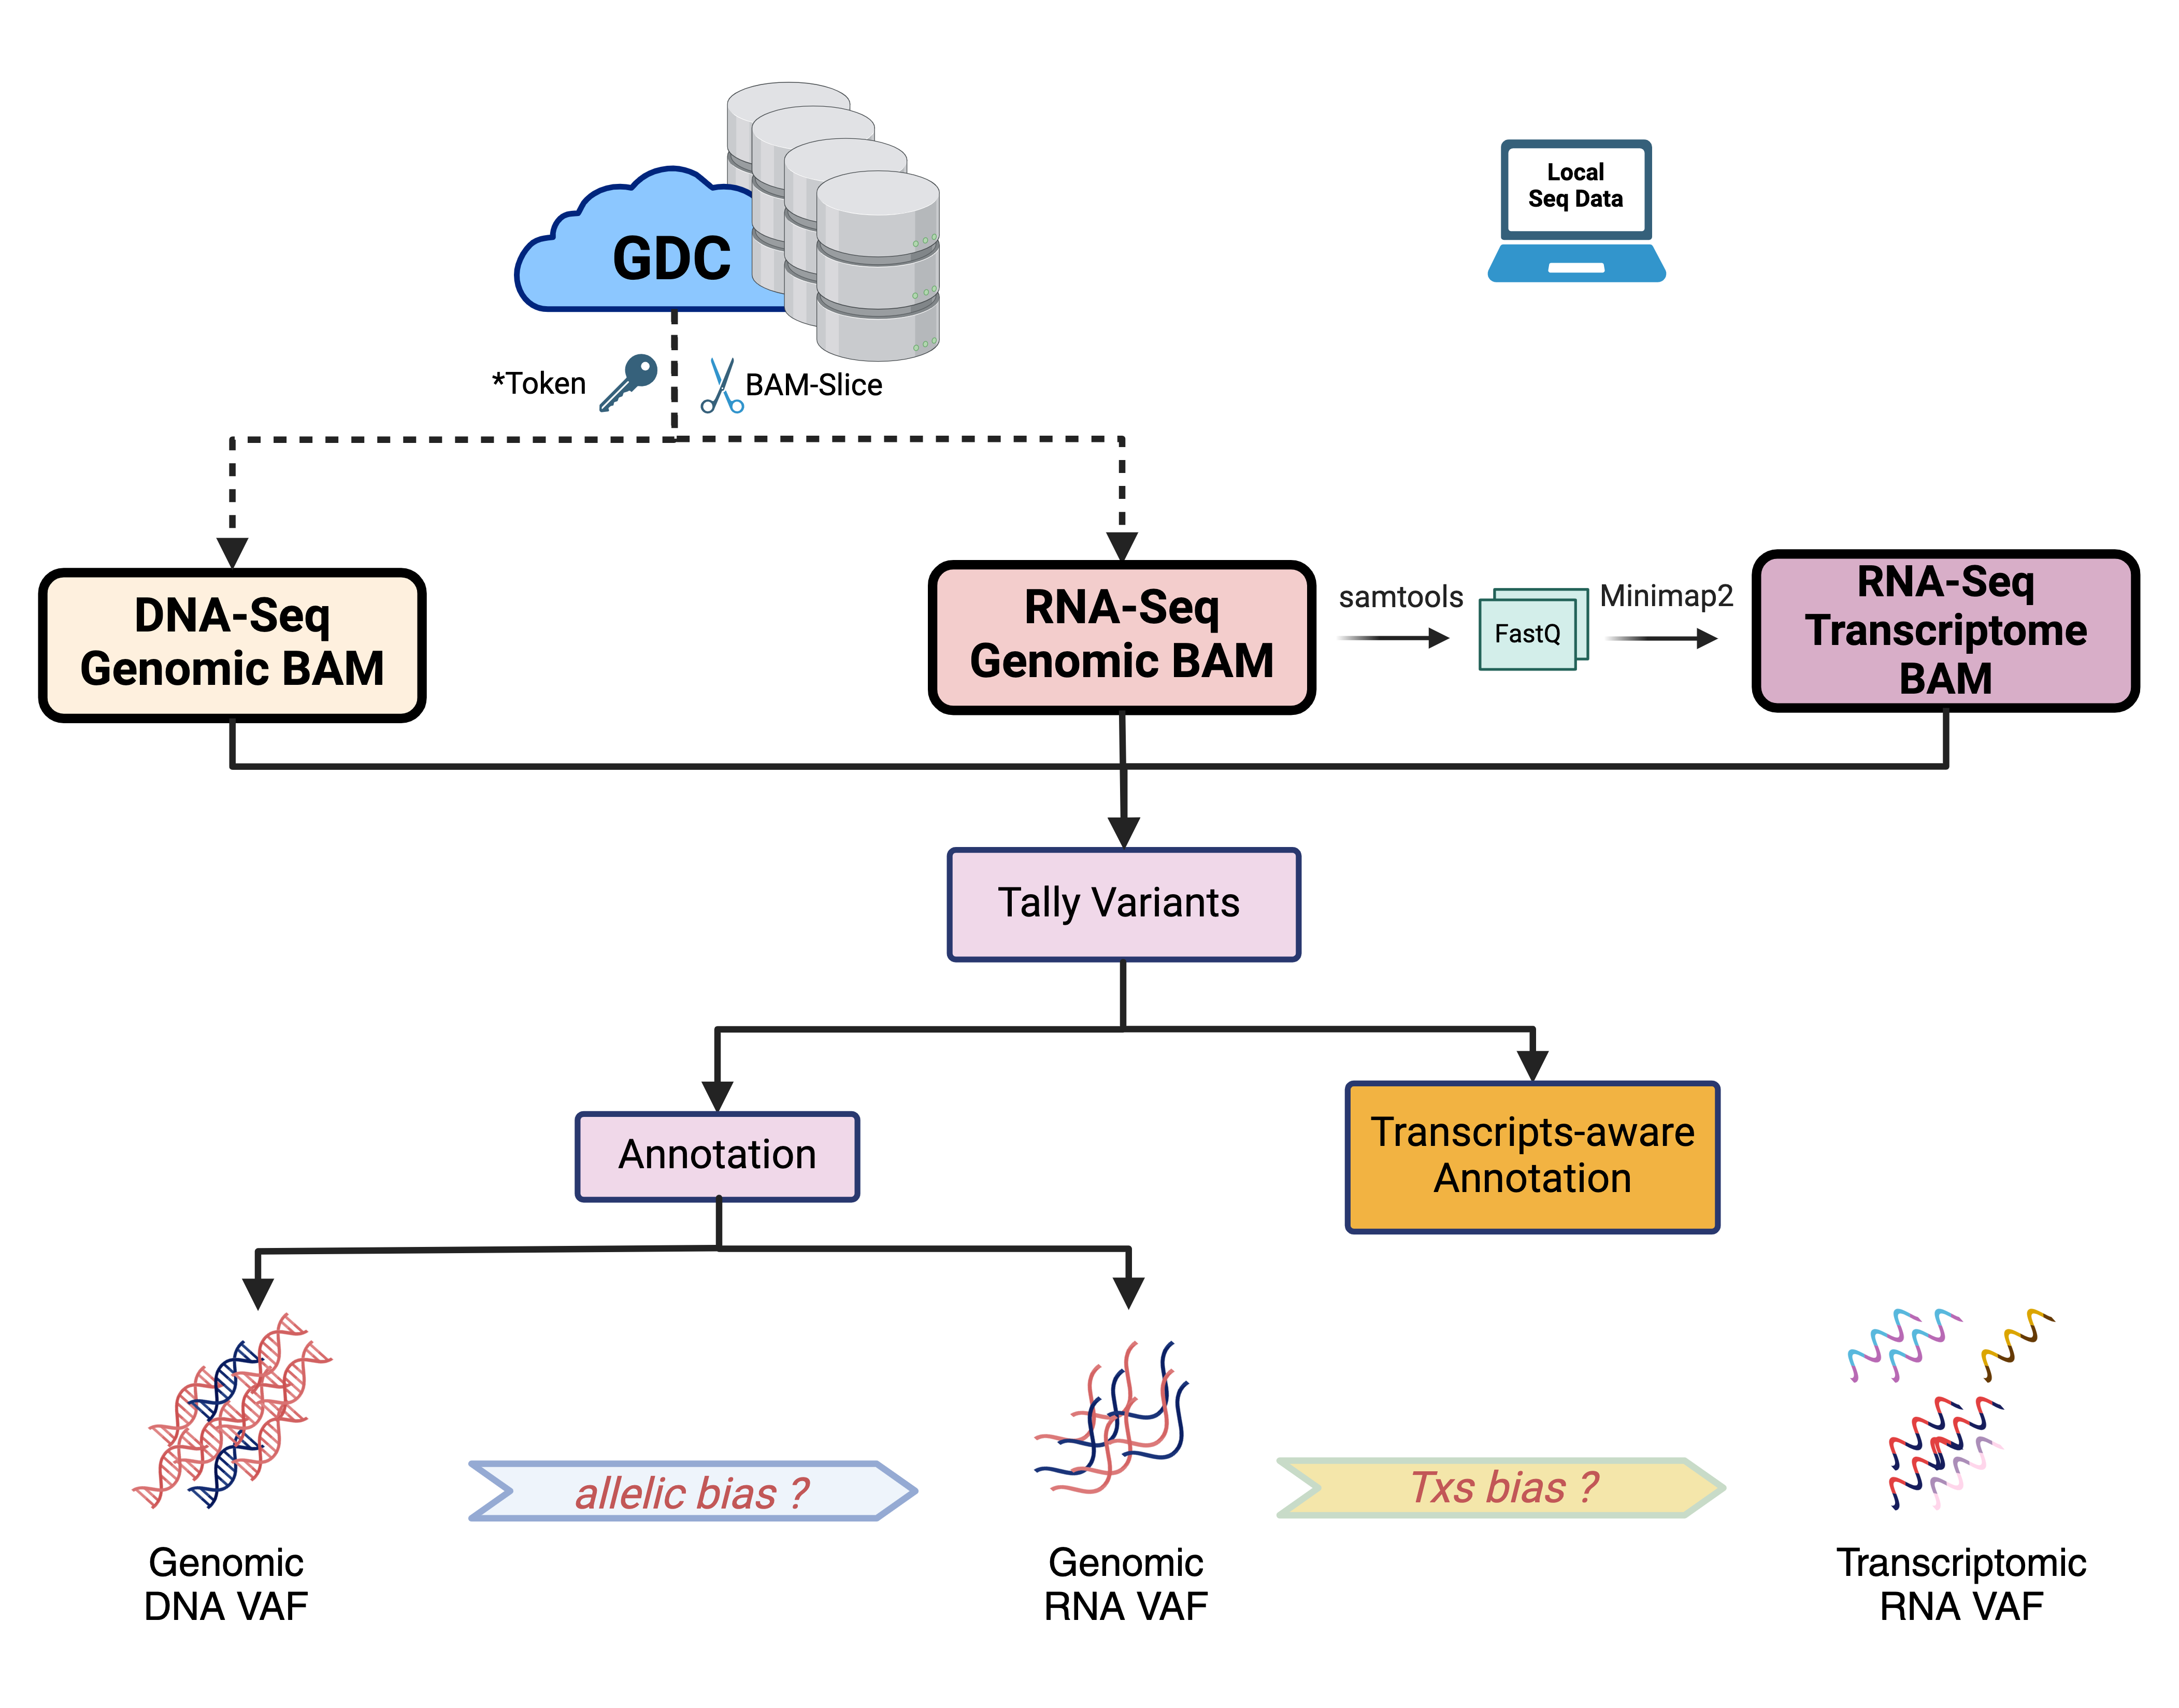 Local
Seq Data
GDC
*Token
BAM-Slice
DNA-Seq
Genomic BAM
RNA-Seq
Genomic BAM
samtools
FastQ
Minimap2
RNA-Seq
Transcriptome
BAM
Tally Variants
Annotation
Transcripts-aware
Annotation
allelic bias ?
Txs bias ?
Genomic
DNA VAF
Genomic
RNA VAF
Transcriptomic
RNA VAF